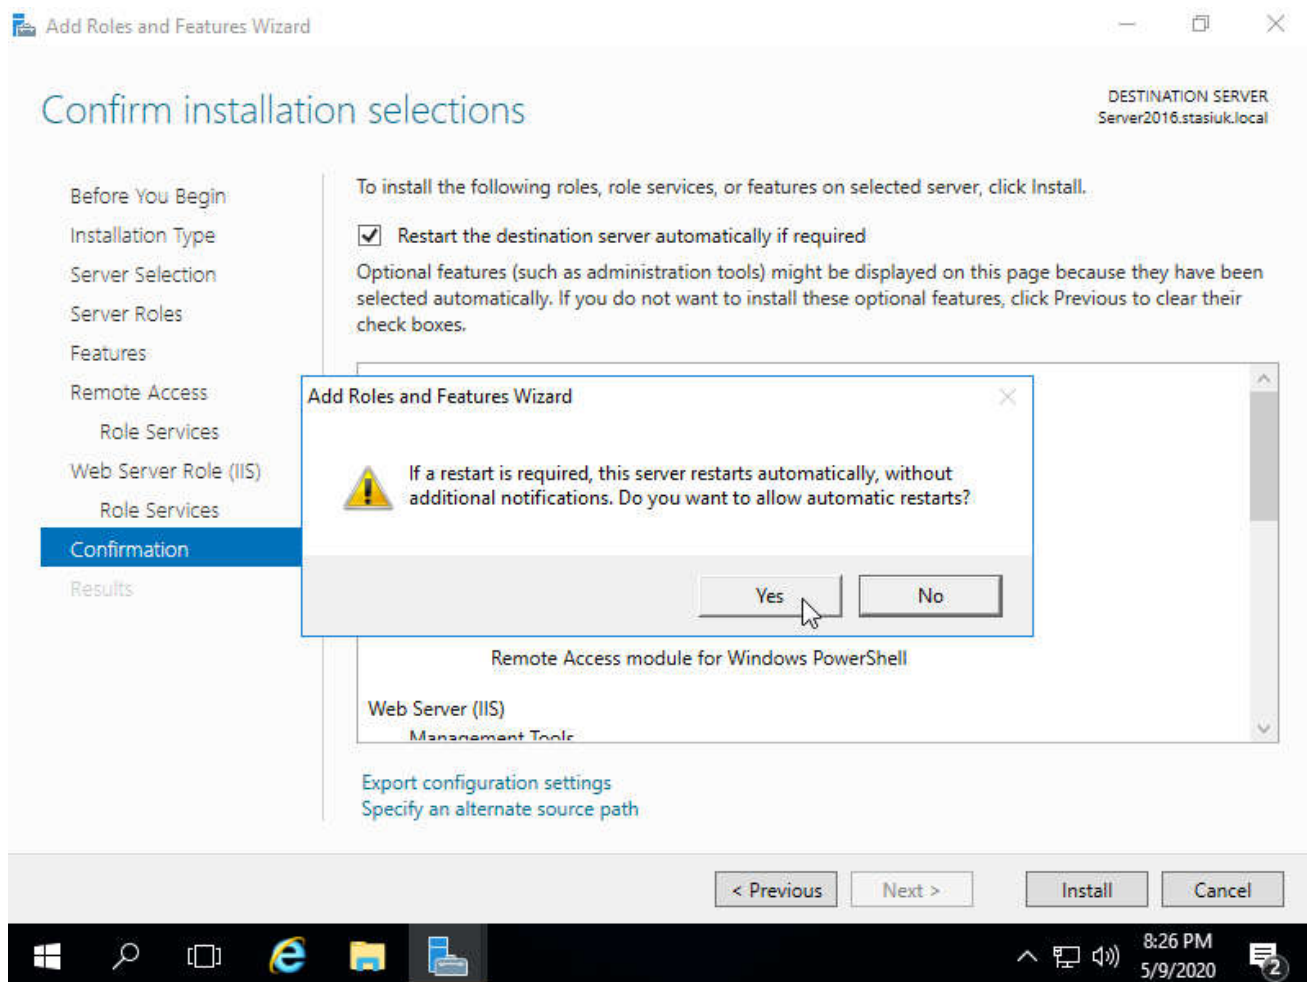 Add Roles and Features Wizard
Confirm installation selections
DESTINATION SERVER
Server2016.stasiuk.local
Before You Begin
Installation Type
Server Selection
Server Roles
Features
Remote Access
Role Services
Web Server Role (IIS)
Role Services
Confirmation
Results
To install the following roles, role services, or features on selected server, click Install.
Restart the destination server automatically if required
Optional features (such as administration tools) might be displayed on this page because they have been
selected automatically. If you do not want to install these optional features, click Previous to clear their
check boxes.
Add Roles and Features Wizard
If a restart is required, this server restarts automatically, without
additional notifications. Do you want to allow automatic restarts?
Yes
No
Remote Access module for Windows PowerShell
Web Server (IIS)
Management Tools
Export configuration settings
Specify an alternate source path
< Previous
Next >
Install
Cancel
8:26 PM
5/9/2020
2